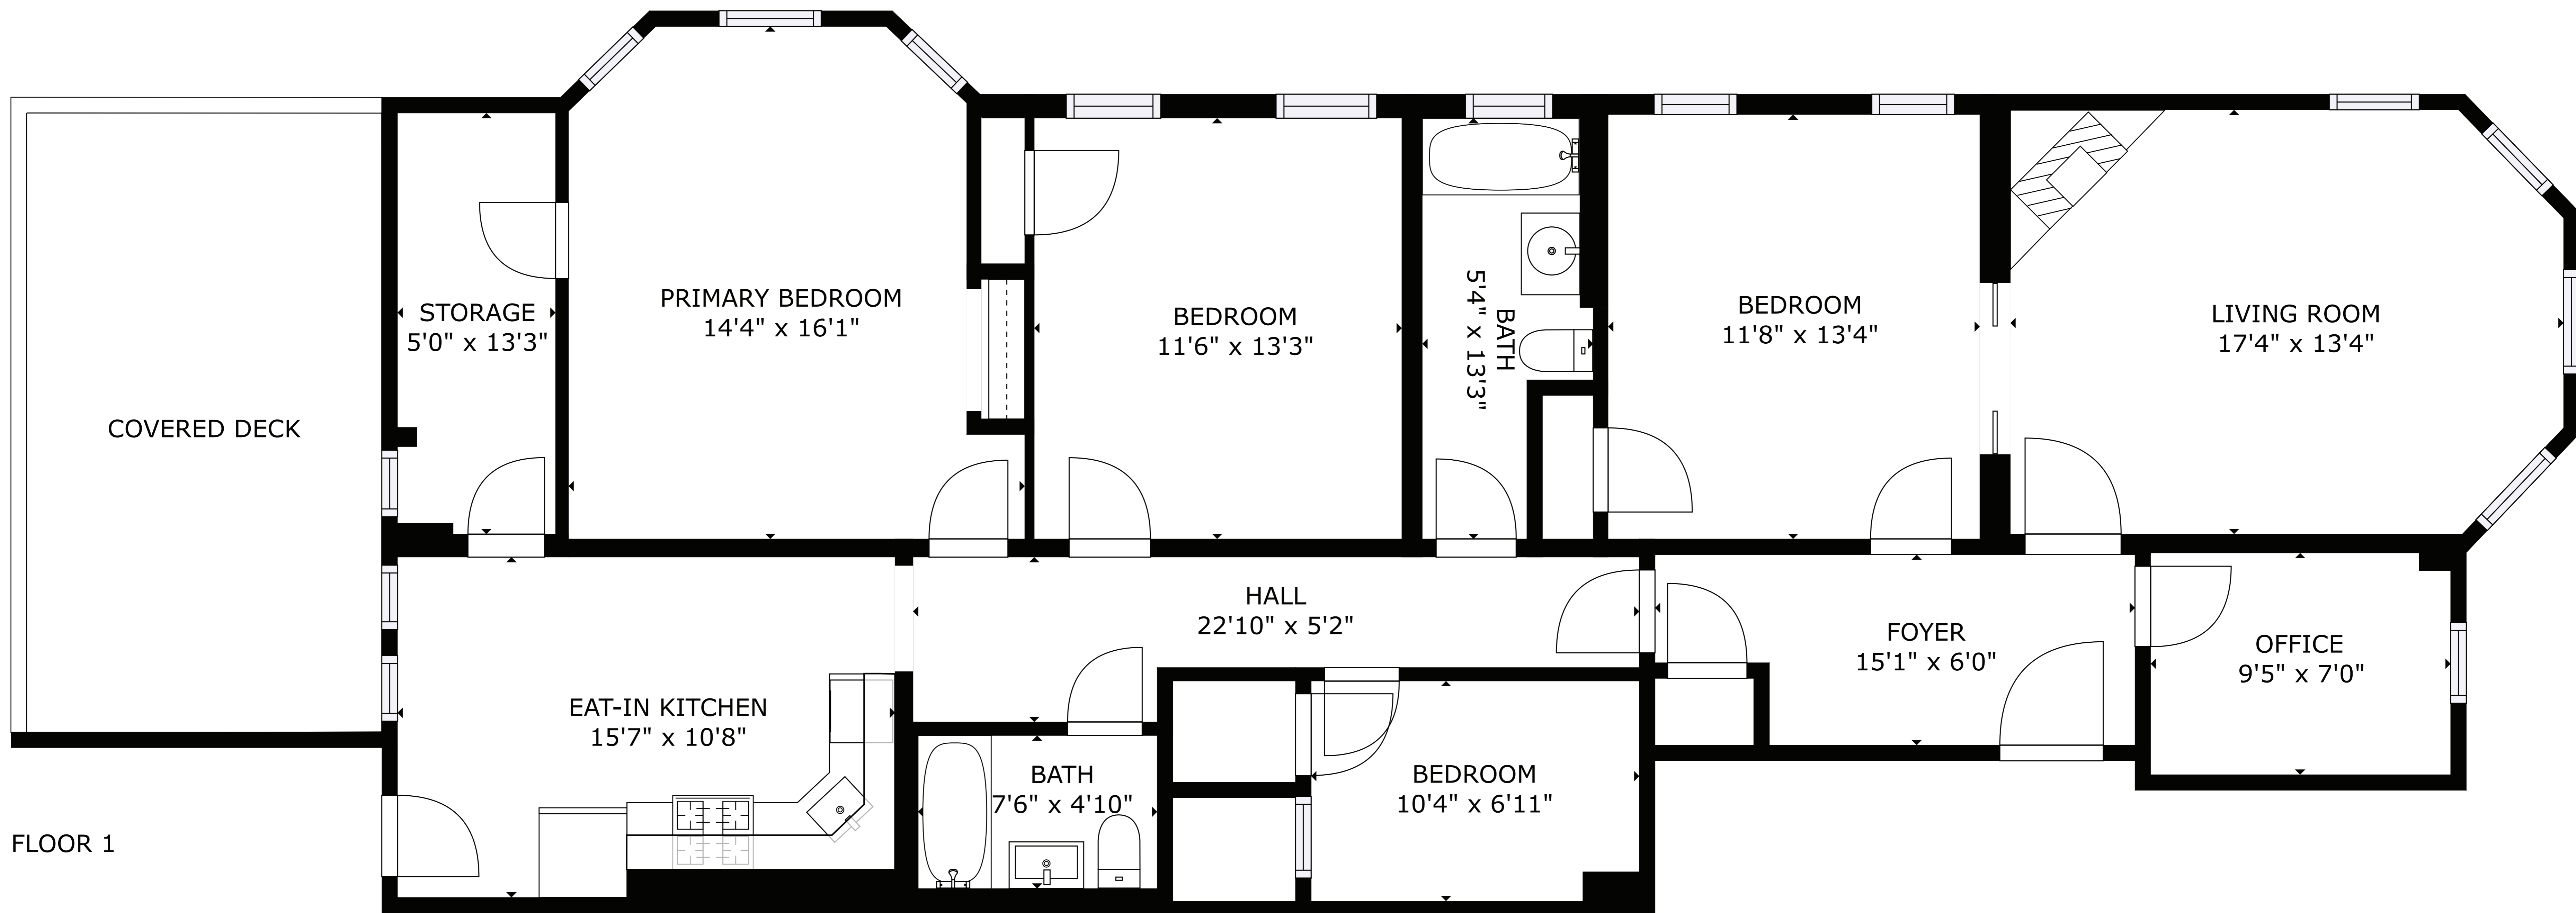 STORAGE
5'0" x 13'3"
PRIMARY BEDROOM
14'4" x 16'1"
BEDROOM
11'6" x 13'3"
BATH
5'4" x 13'3"
BEDROOM
11'8" x 13'4"
LIVING ROOM
17'4" x 13'4"
COVERED DECK
HALL
22'10" x 5'2"
FOYER
15'1" x 6'0"
OFFICE
9'5" x 7'0"
EAT-IN KITCHEN
15'7" x 10'8"
BATH
7'6" x 4'10"
BEDROOM
10'4" x 6'11"
FLOOR 1